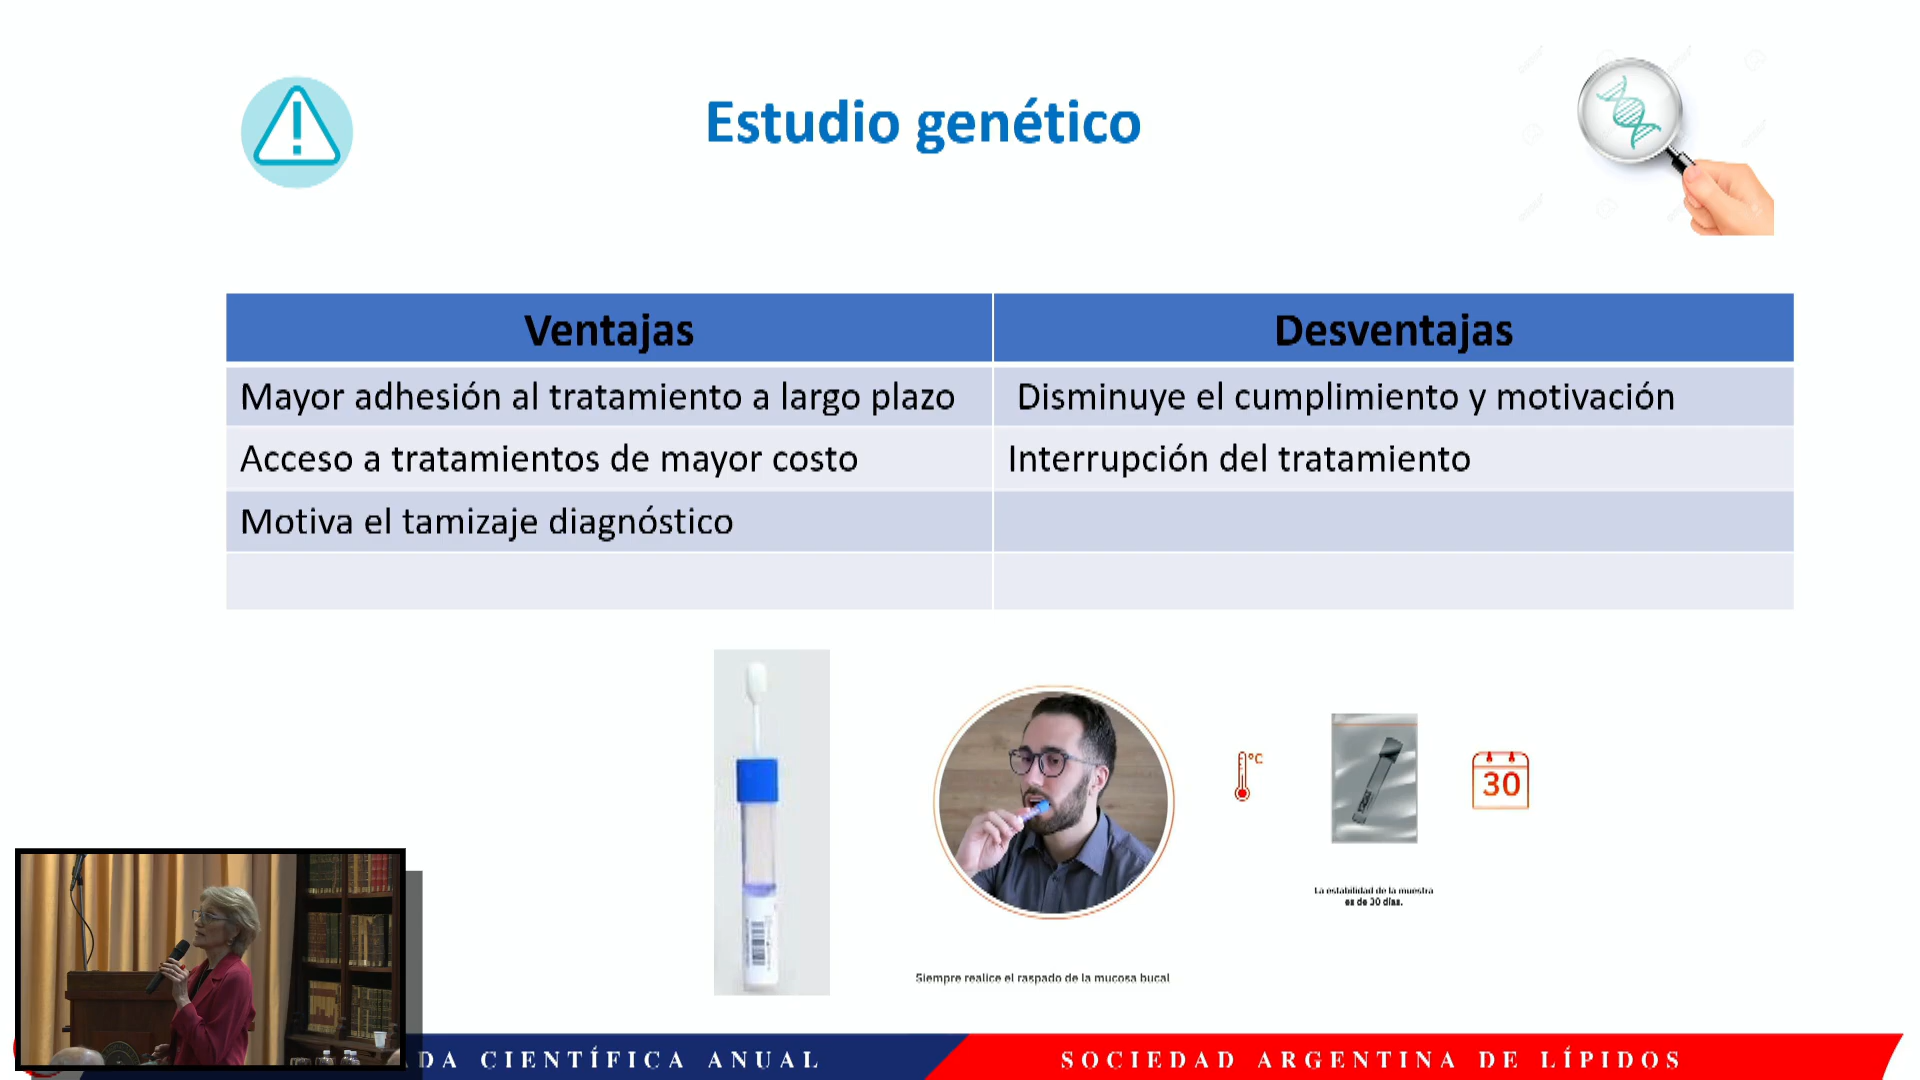 Estudio genético
Ventajas
Desventajas
Mayor adhesión al tratamiento a largo plazo
Disminuye el cumplimiento y motivación
Acceso a tratamientos de mayor costo
Interrupción del tratamiento
Motiva el tamizaje diagnóstico
°C
30
La estabilidad de la muestra
es de 30 días.
Siempre realice el raspado de la mucosa bucal
DA CIENTÍFICA ANUAL
SOCIEDAD ARGENTINA DE LÍPIDOS